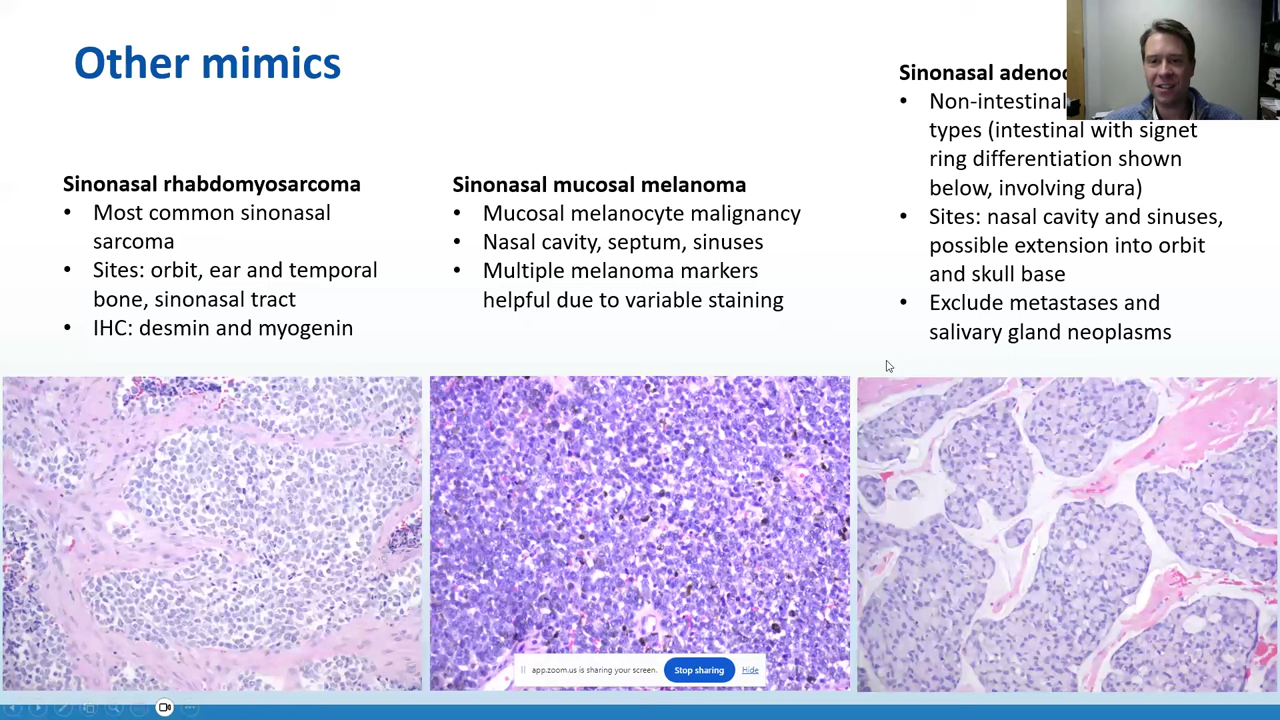 Other mimics
Sinonasal rhabdomyosarcoma
• Most common sinonasal
sarcoma
• Sites: orbit, ear and temporal
bone, sinonasal tract
• IHC: desmin and myogenin
Sinonasal mucosal melanoma
• Mucosal melanocyte malignancy
• Nasal cavity, septum, sinuses
• Multiple melanoma markers
helpful due to variable staining
Sinonasal
• Non-intestinal
types (intestinal with signet
ring differentiation shown
below, involving dura)
• Sites: nasal cavity and sinuses,
possible extension into orbit
and skull base
• Exclude metastases and
salivary gland neoplasms
app.zoom.us is sharing your screen. Stop sharing Hide